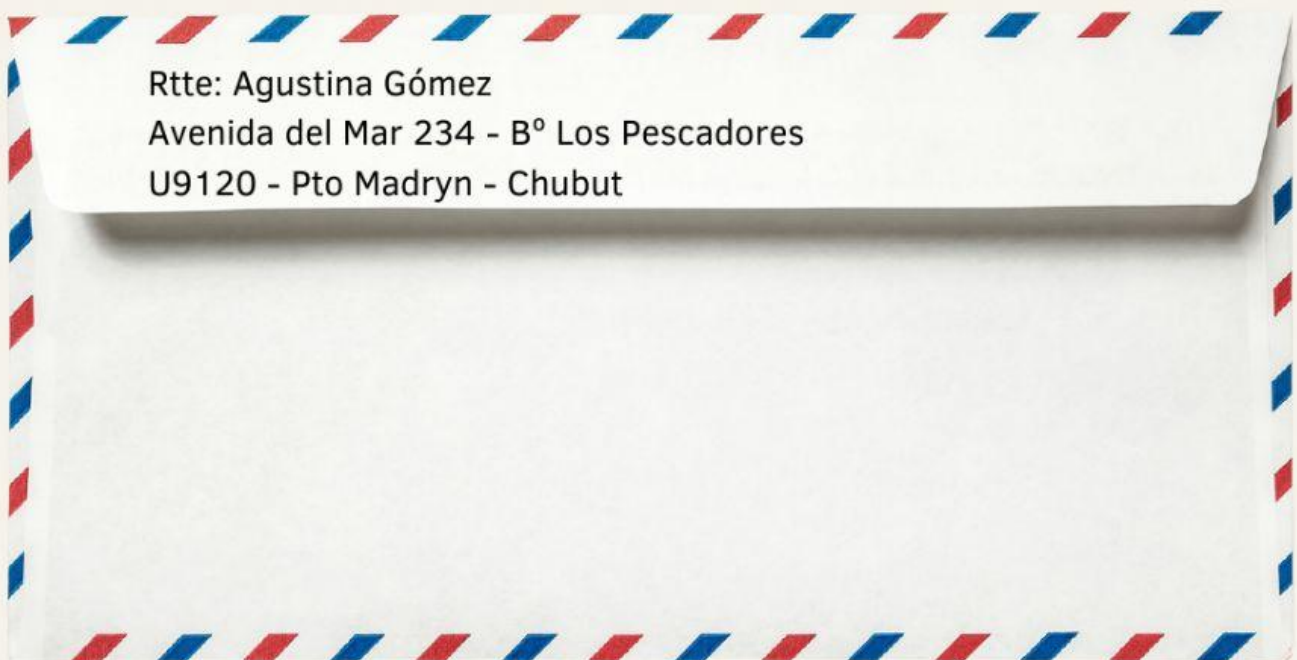 Rtte: Agustina Gómez
Avenida del Mar 234 - Bº Los Pescadores
U9120 - Pto Madryn - Chubut